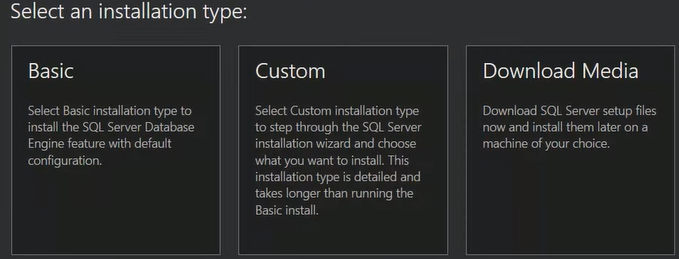 Select an installation type:
Basic
Select Basic installation type to
install the SQL Server Database
Engine feature with default
configuration.
Custom
Select Custom installation type
to step through the SQL Server
installation wizard and choose
what you want to install. This
installation type is detailed and
takes longer than running the
Basic install.
Download Media
Download SQL Server setup files
now and install them later on a
machine of your choice.